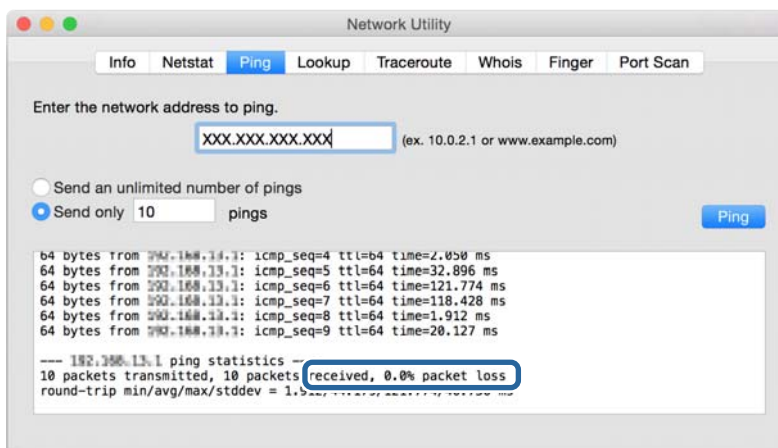 Network Utility
Info Netstat Ping Lookup Traceroute Whois Finger Port Scan
Enter the network address to ping.
XXX.XXX.XXX.XXX (ex. 10.0.2.1 or www.example.com)
Send an unlimited number of pings
Send only 10 pings
Ping
64 bytes from icmp_seq=4 ttl=64 time=2.050 ms
64 bytes from icmp_seq=5 ttl=64 time=32.896 ms
64 bytes from icmp_seq=6 ttl=64 time=121.774 ms
64 bytes from icmp_seq=7 ttl=64 time=118.428 ms
64 bytes from icmp_seq=8 ttl=64 time=1.912 ms
64 bytes from icmp_seq=9 ttl=64 time=20.127 ms
--- ping statistics --
10 packets transmitted, 10 packets received, 0.0% packet loss
round-trip min/avg/max/stddev = ms